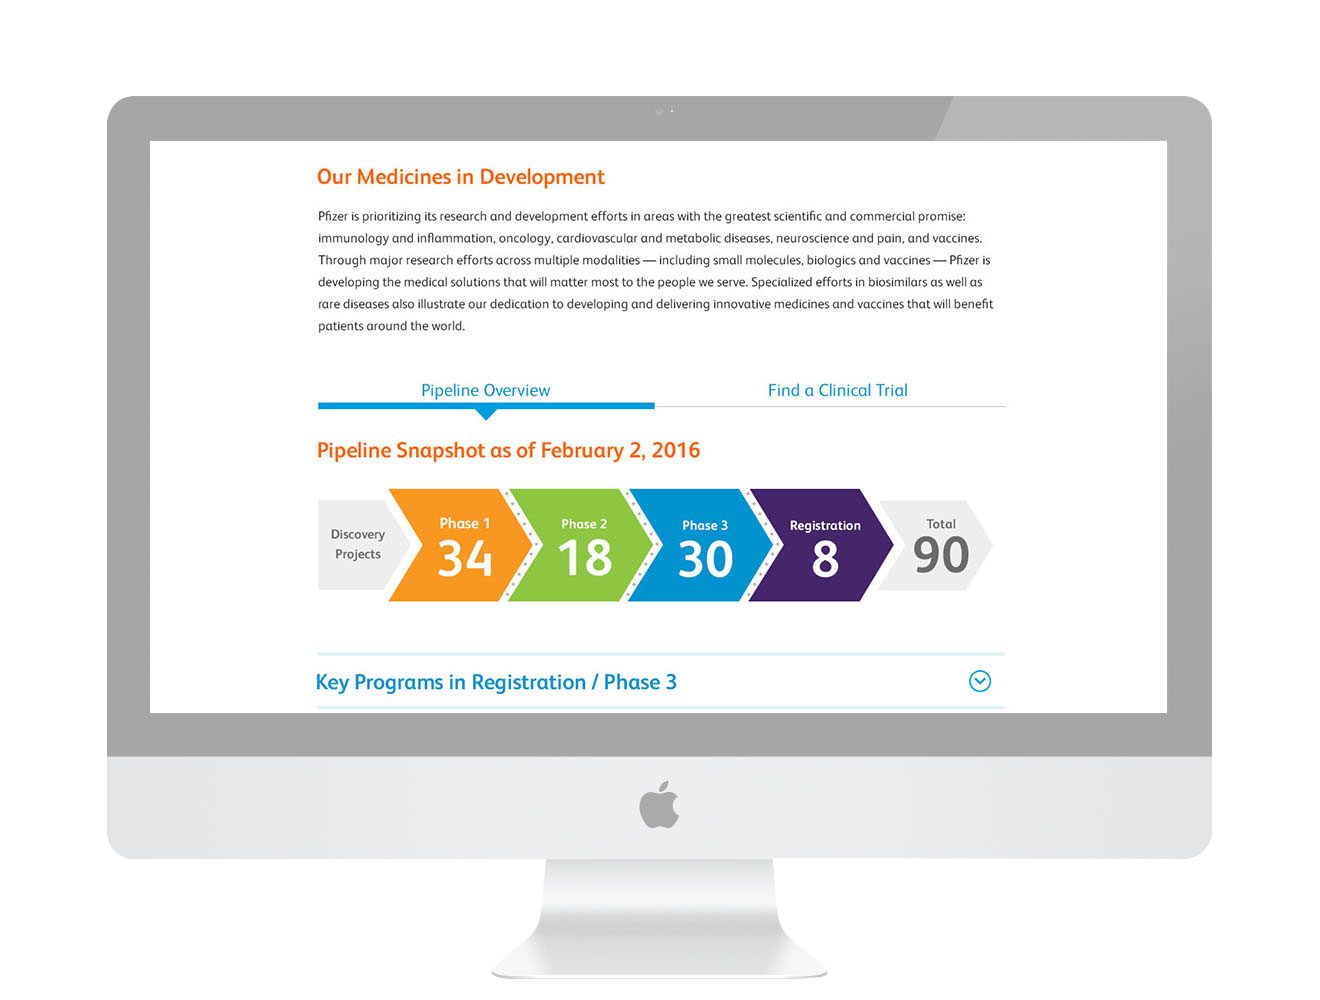 Our Medicines in Development
Pfizer is prioritizing its research and development efforts in areas with the greatest scientific and commercial promise:
immunology and inflammation, oncology, cardiovascular and metabolic diseases, neuroscience and pain, and vaccines.
Through major research efforts across multiple modalities — including small molecules, biologics and vaccines — Pfizer is
developing the medical solutions that will matter most to the people we serve. Specialized efforts in biosimilars as well as
rare diseases also illustrate our dedication to developing and delivering innovative medicines and vaccines that will benefit
patients around the world.
Pipeline Overview
Find a Clinical Trial
Pipeline Snapshot as of February 2, 2016
Discovery
Projects
Phase 1
34
Phase 2
18
Phase 3
30
Registration
8
Total
90
Key Programs in Registration / Phase 3